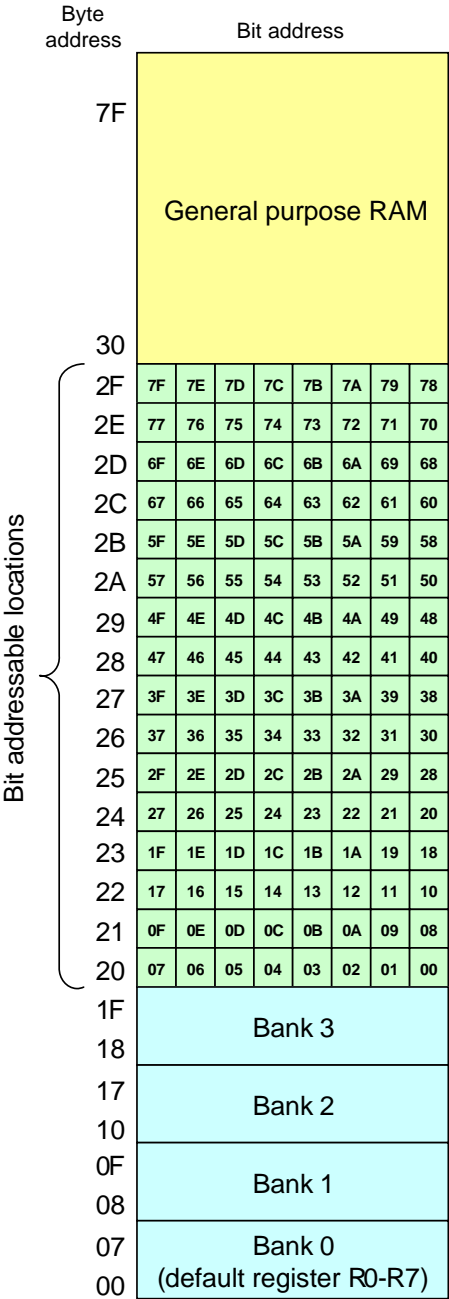 Byte address
Bit address
7F
General purpose RAM
30
2F 7F 7E 7D 7C 7B 7A 79 78
2E 77 76 75 74 73 72 71 70
2D 6F 6E 6D 6C 6B 6A 69 68
2C 67 66 65 64 63 62 61 60
2B 5F 5E 5D 5C 5B 5A 59 58
2A 57 56 55 54 53 52 51 50
29 4F 4E 4D 4C 4B 4A 49 48
28 47 46 45 44 43 42 41 40
27 3F 3E 3D 3C 3B 3A 39 38
26 37 36 35 34 33 32 31 30
25 2F 2E 2D 2C 2B 2A 29 28
24 27 26 25 24 23 22 21 20
23 1F 1E 1D 1C 1B 1A 19 18
22 17 16 15 14 13 12 11 10
21 0F 0E 0D 0C 0B 0A 09 08
20 07 06 05 04 03 02 01 00
Bit addressable locations
1F
Bank 3
18
17
Bank 2
10
0F
Bank 1
08
07 Bank 0
00 (default register R0-R7)